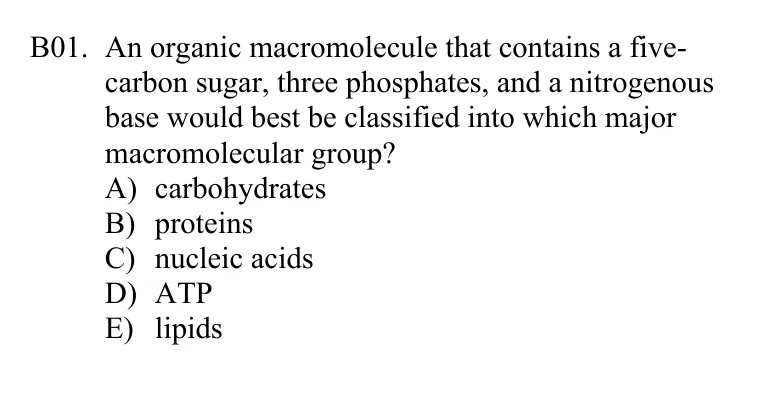 B01. An organic macromolecule that contains a five-
carbon sugar, three phosphates, and a nitrogenous
base would best be classified into which major
macromolecular group?
A) carbohydrates
B) proteins
C) nucleic acids
D) ATP
E) lipids